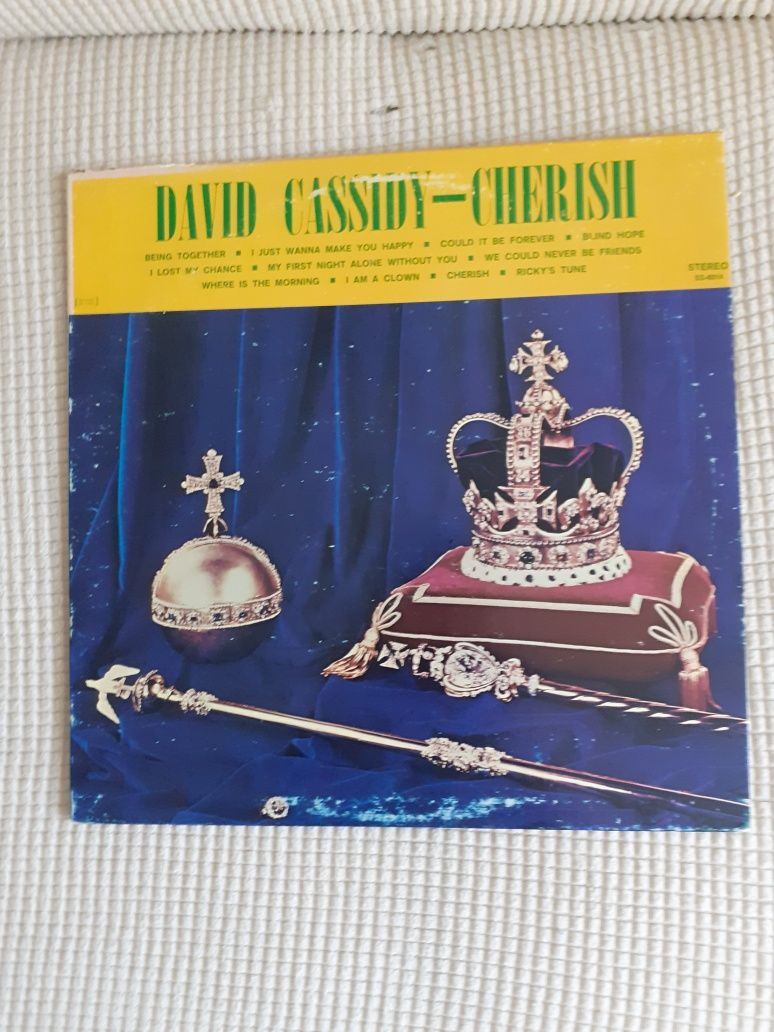 DAVID CASSIDY—CHERISH
BEING TOGETHER ■ I JUST WANNA MAKE YOU HAPPY ■ COULD IT BE FOREVER ■ BLIND HOPE
I LOST MY CHANCE ■ MY FIRST NIGHT ALONE WITHOUT YOU ■ WE COULD NEVER BE FRIENDS
WHERE IS THE MORNING ■ I AM A CLOWN ■ CHERISH ■ RICKY'S TUNE
STEREO